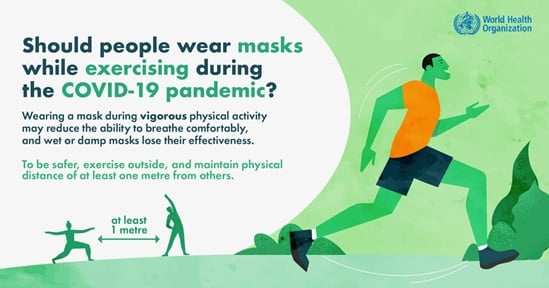 World Health
Organization
Should people wear masks
while exercising during
the COVID-19 pandemic?
Wearing a mask during vigorous physical activity
may reduce the ability to breathe comfortably,
and wet or damp masks lose their effectiveness.
To be safer, exercise outside, and maintain physical
distance of at least one metre from others.
at least
1 metre